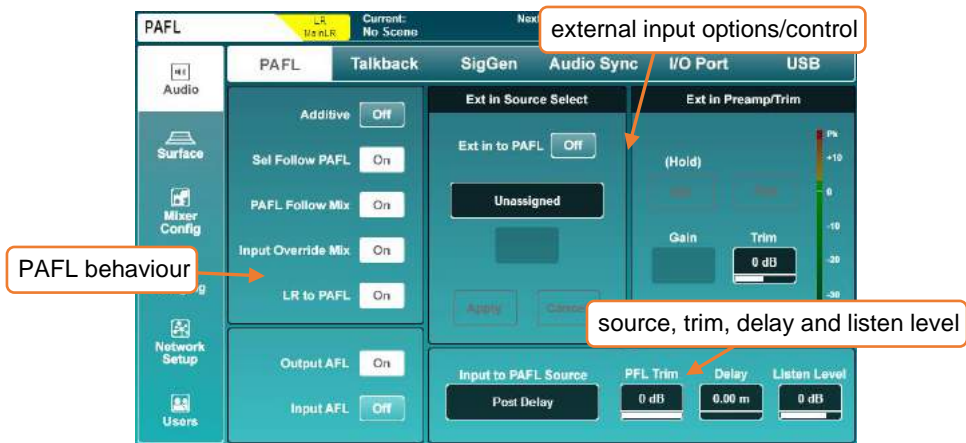 PAFL
LR
MainLR
Current:
No Scene
external input options/control
Audio
PAFL Talkback SigGen Audio Sync I/O Port USB
Surface
Mixer
Config
PAFL behaviour
Network
Setup
Users
Additive Off
Sel Follow PAFL On
PAFL Follow Mix On
Input Override Mix On
LR to PAFL On
Output AFL On
Input AFL Off
Ext in Source Select
Ext in to PAFL Off
Unassigned
Apply Cancel
Ext in Preamp/Trim
(Hold)
Gain Trim
0 dB
Pk
+10
0
-10
-20
-30
source, trim, delay and listen level
Input to PAFL Source PFL Trim Delay Listen Level
Post Delay 0 dB 0.00 m 0 dB